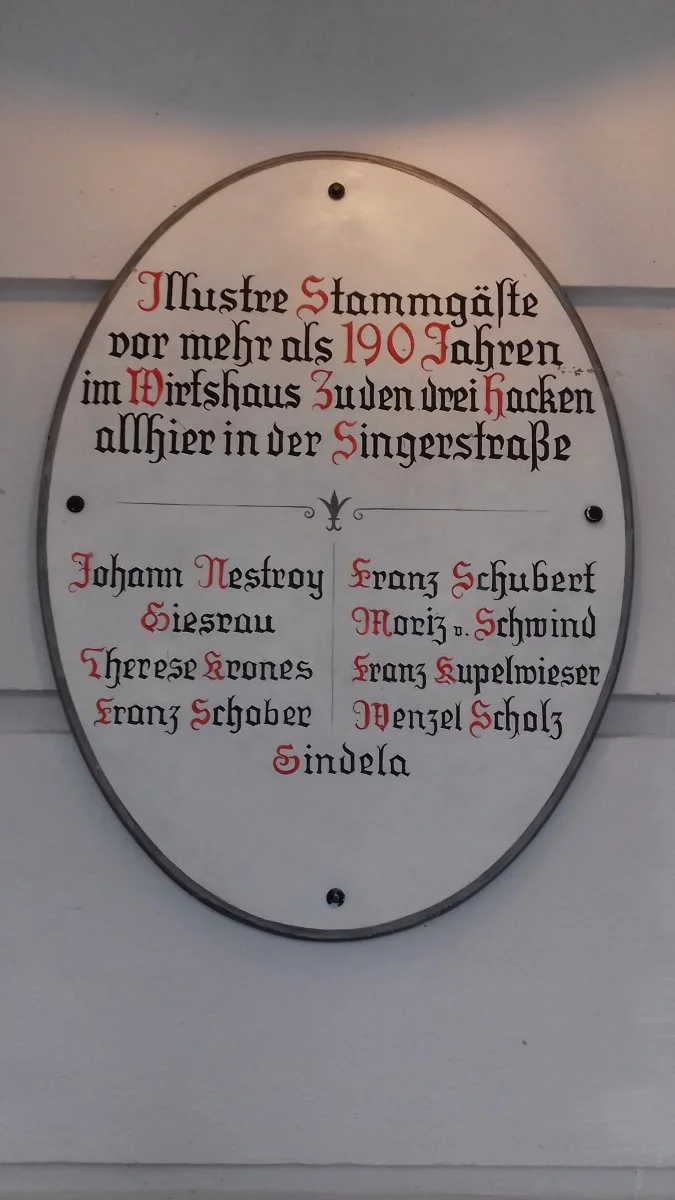 Illustre Stammgäste
vor mehr als 190 Jahren
im Wirtshaus Zu den drei Hacken
allhier in der Singerstraße
Johann Nestroy
Giesrau
Therese Krones
Franz Schober
Franz Schubert
Moriz v. Schwind
Franz Kupelwieser
Wenzel Scholz
Gindela